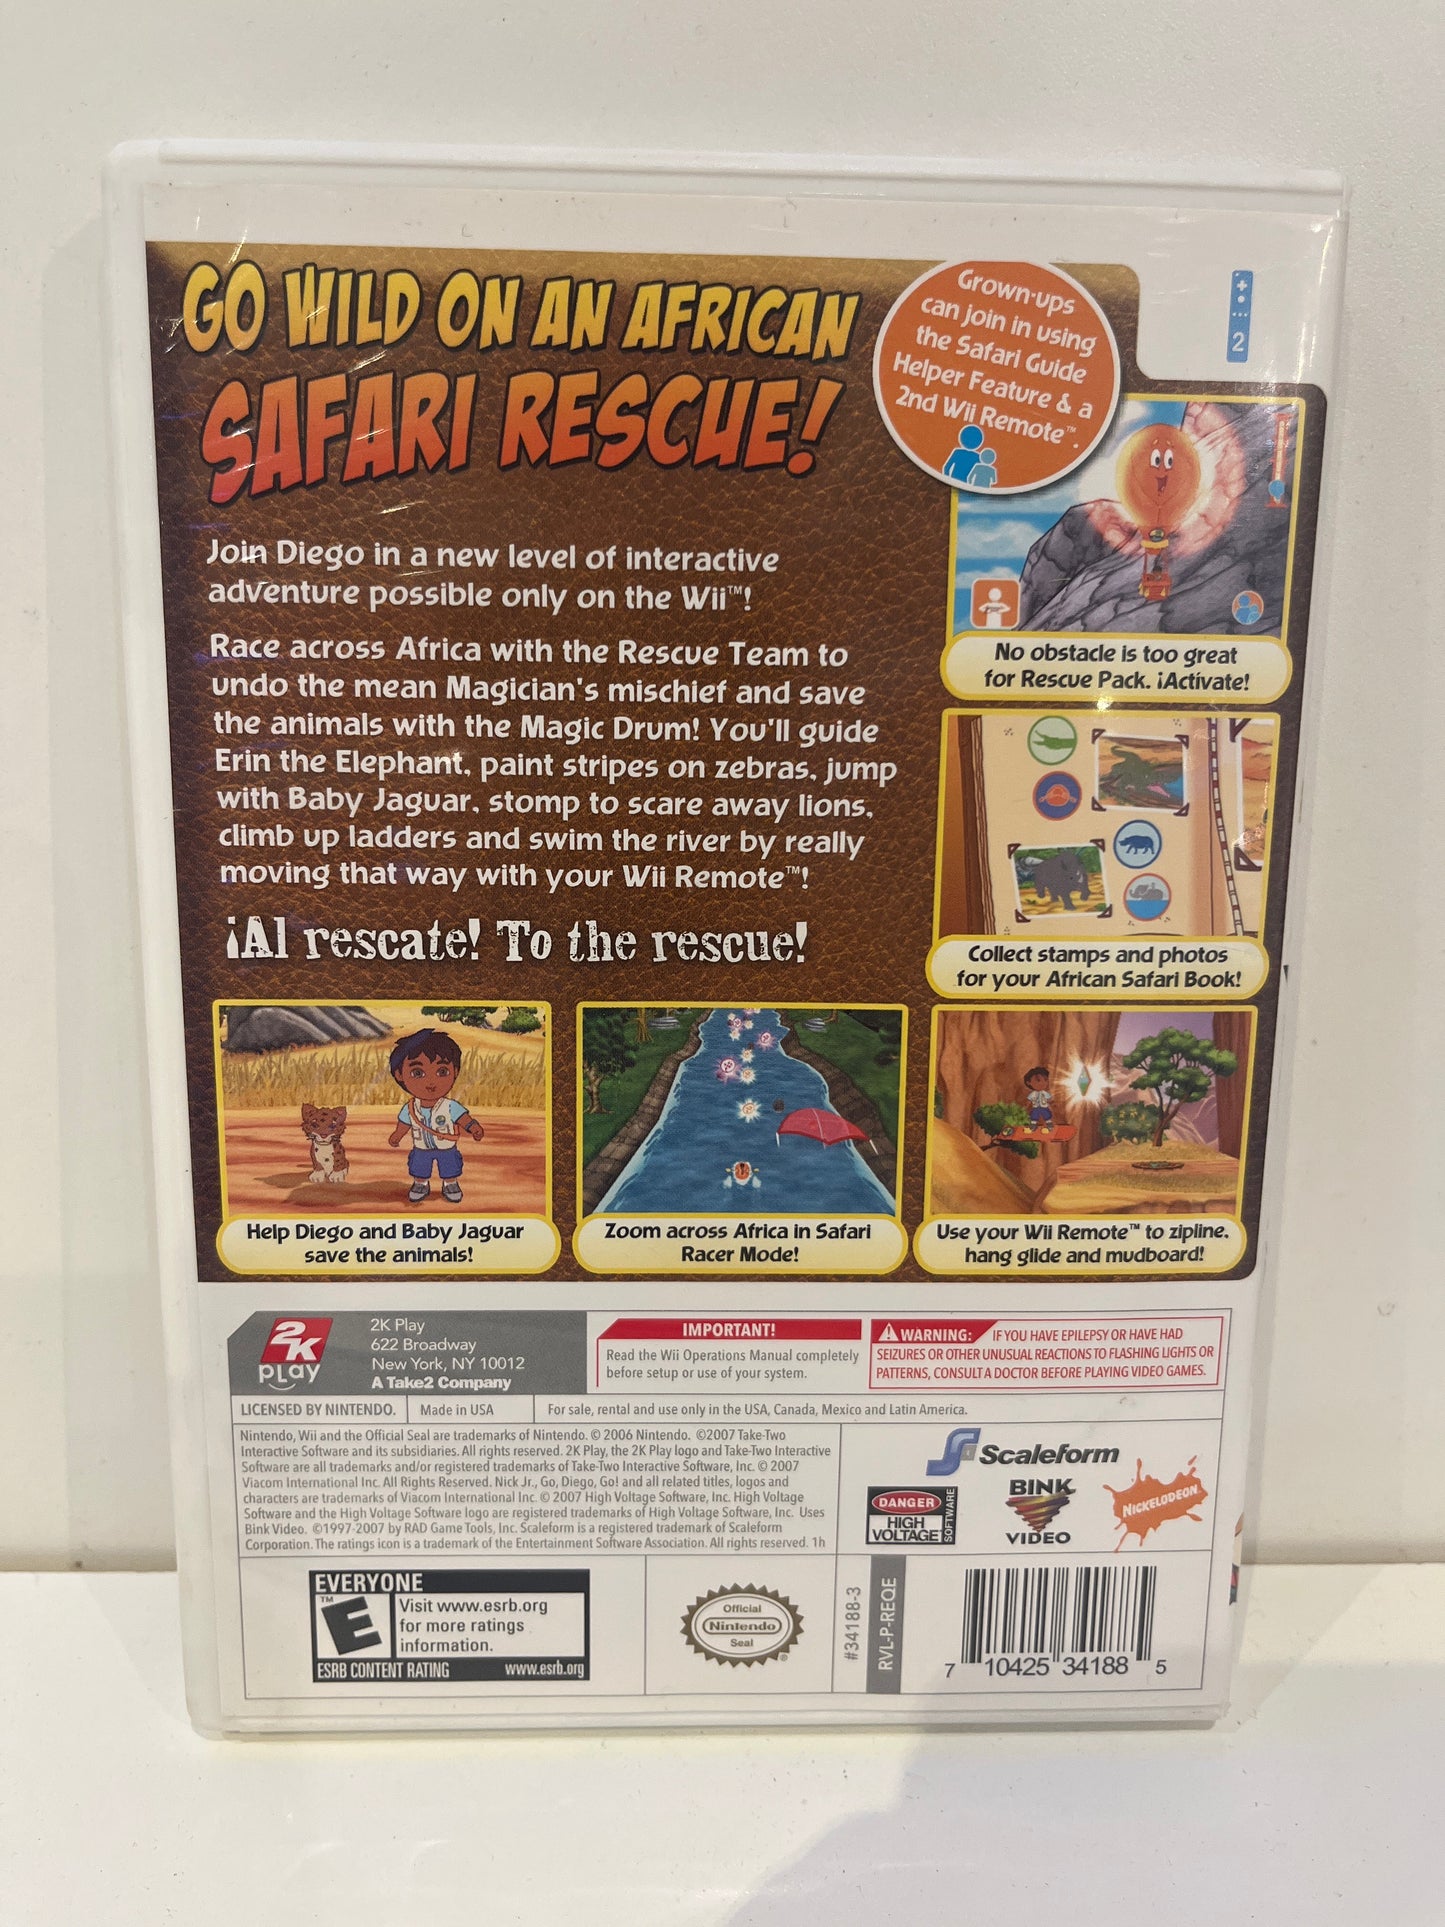 GO WILD ON AN AFRICAN
SAFARI RESCUE!
Grown-ups
can join in using
the Safari Guide
Helper Feature & a
2nd Wii Remote™.
2
Join Diego in a new level of interactive
adventure possible only on the Wii™!
Race across Africa with the Rescue Team to
undo the mean Magician's mischief and save
the animals with the Magic Drum! You'll guide
Erin the Elephant, paint stripes on zebras, jump
with Baby Jaguar, stomp to scare away lions,
climb up ladders and swim the river by really
moving that way with your Wii Remote™!
¡Al rescate! To the rescue!
No obstacle is too great
for Rescue Pack. ¡Actívate!
Collect stamps and photos
for your African Safari Book!
Help Diego and Baby Jaguar
save the animals!
Zoom across Africa in Safari
Racer Mode!
Use your Wii Remote™ to zipline,
hang glide and mudboard!
2K
PLay
2K Play
622 Broadway
New York, NY 10012
A Take2 Company
IMPORTANT!
Read the Wii Operations Manual completely
before setup or use of your system.
WARNING: IF YOU HAVE EPILEPSY OR HAVE HAD
SEIZURES OR OTHER UNUSUAL REACTIONS TO FLASHING LIGHTS OR
PATTERNS, CONSULT A DOCTOR BEFORE PLAYING VIDEO GAMES.
LICENSED BY NINTENDO.
Made in USA
For sale, rental and use only in the USA, Canada, Mexico and Latin America.
Nintendo, Wii and the Official Seal are trademarks of Nintendo. © 2006 Nintendo. ©2007 Take-Two
Interactive Software and its subsidiaries. All rights reserved. 2K Play, the 2K Play logo and Take-Two Interactive
Software are all trademarks and/or registered trademarks of Take-Two Interactive Software, Inc. © 2007
Viacom International Inc. All Rights Reserved. Nick Jr., Go, Diego, Go! and all related titles, logos and
characters are trademarks of Viacom International Inc. © 2007 High Voltage Software, Inc. High Voltage
Software and the High Voltage Software logo are registered trademarks of High Voltage Software, Inc. Uses
Bink Video. ©1997-2007 by RAD Game Tools, Inc. Scaleform is a registered trademark of Scaleform
Corporation. The ratings icon is a trademark of the Entertainment Software Association. All rights reserved. 1h
Scaleform
DANGER
HIGH
VOLTAGE
SOFTWARE
BINK
VIDEO
NICKELODEON
EVERYONE
E
™
Visit www.esrb.org
for more ratings
information.
ESRB CONTENT RATING
www.esrb.org
Official
Nintendo
Seal
®
#34188-3
RVL-P-REQE
7 10425 34188 5